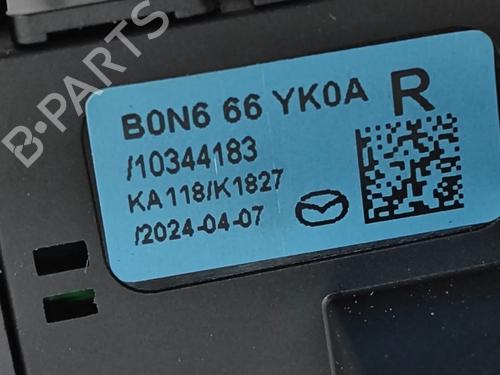 B-PARTS
B0N6 66 YK0A R
/10344183
KA118/K1827
/2024-04-07